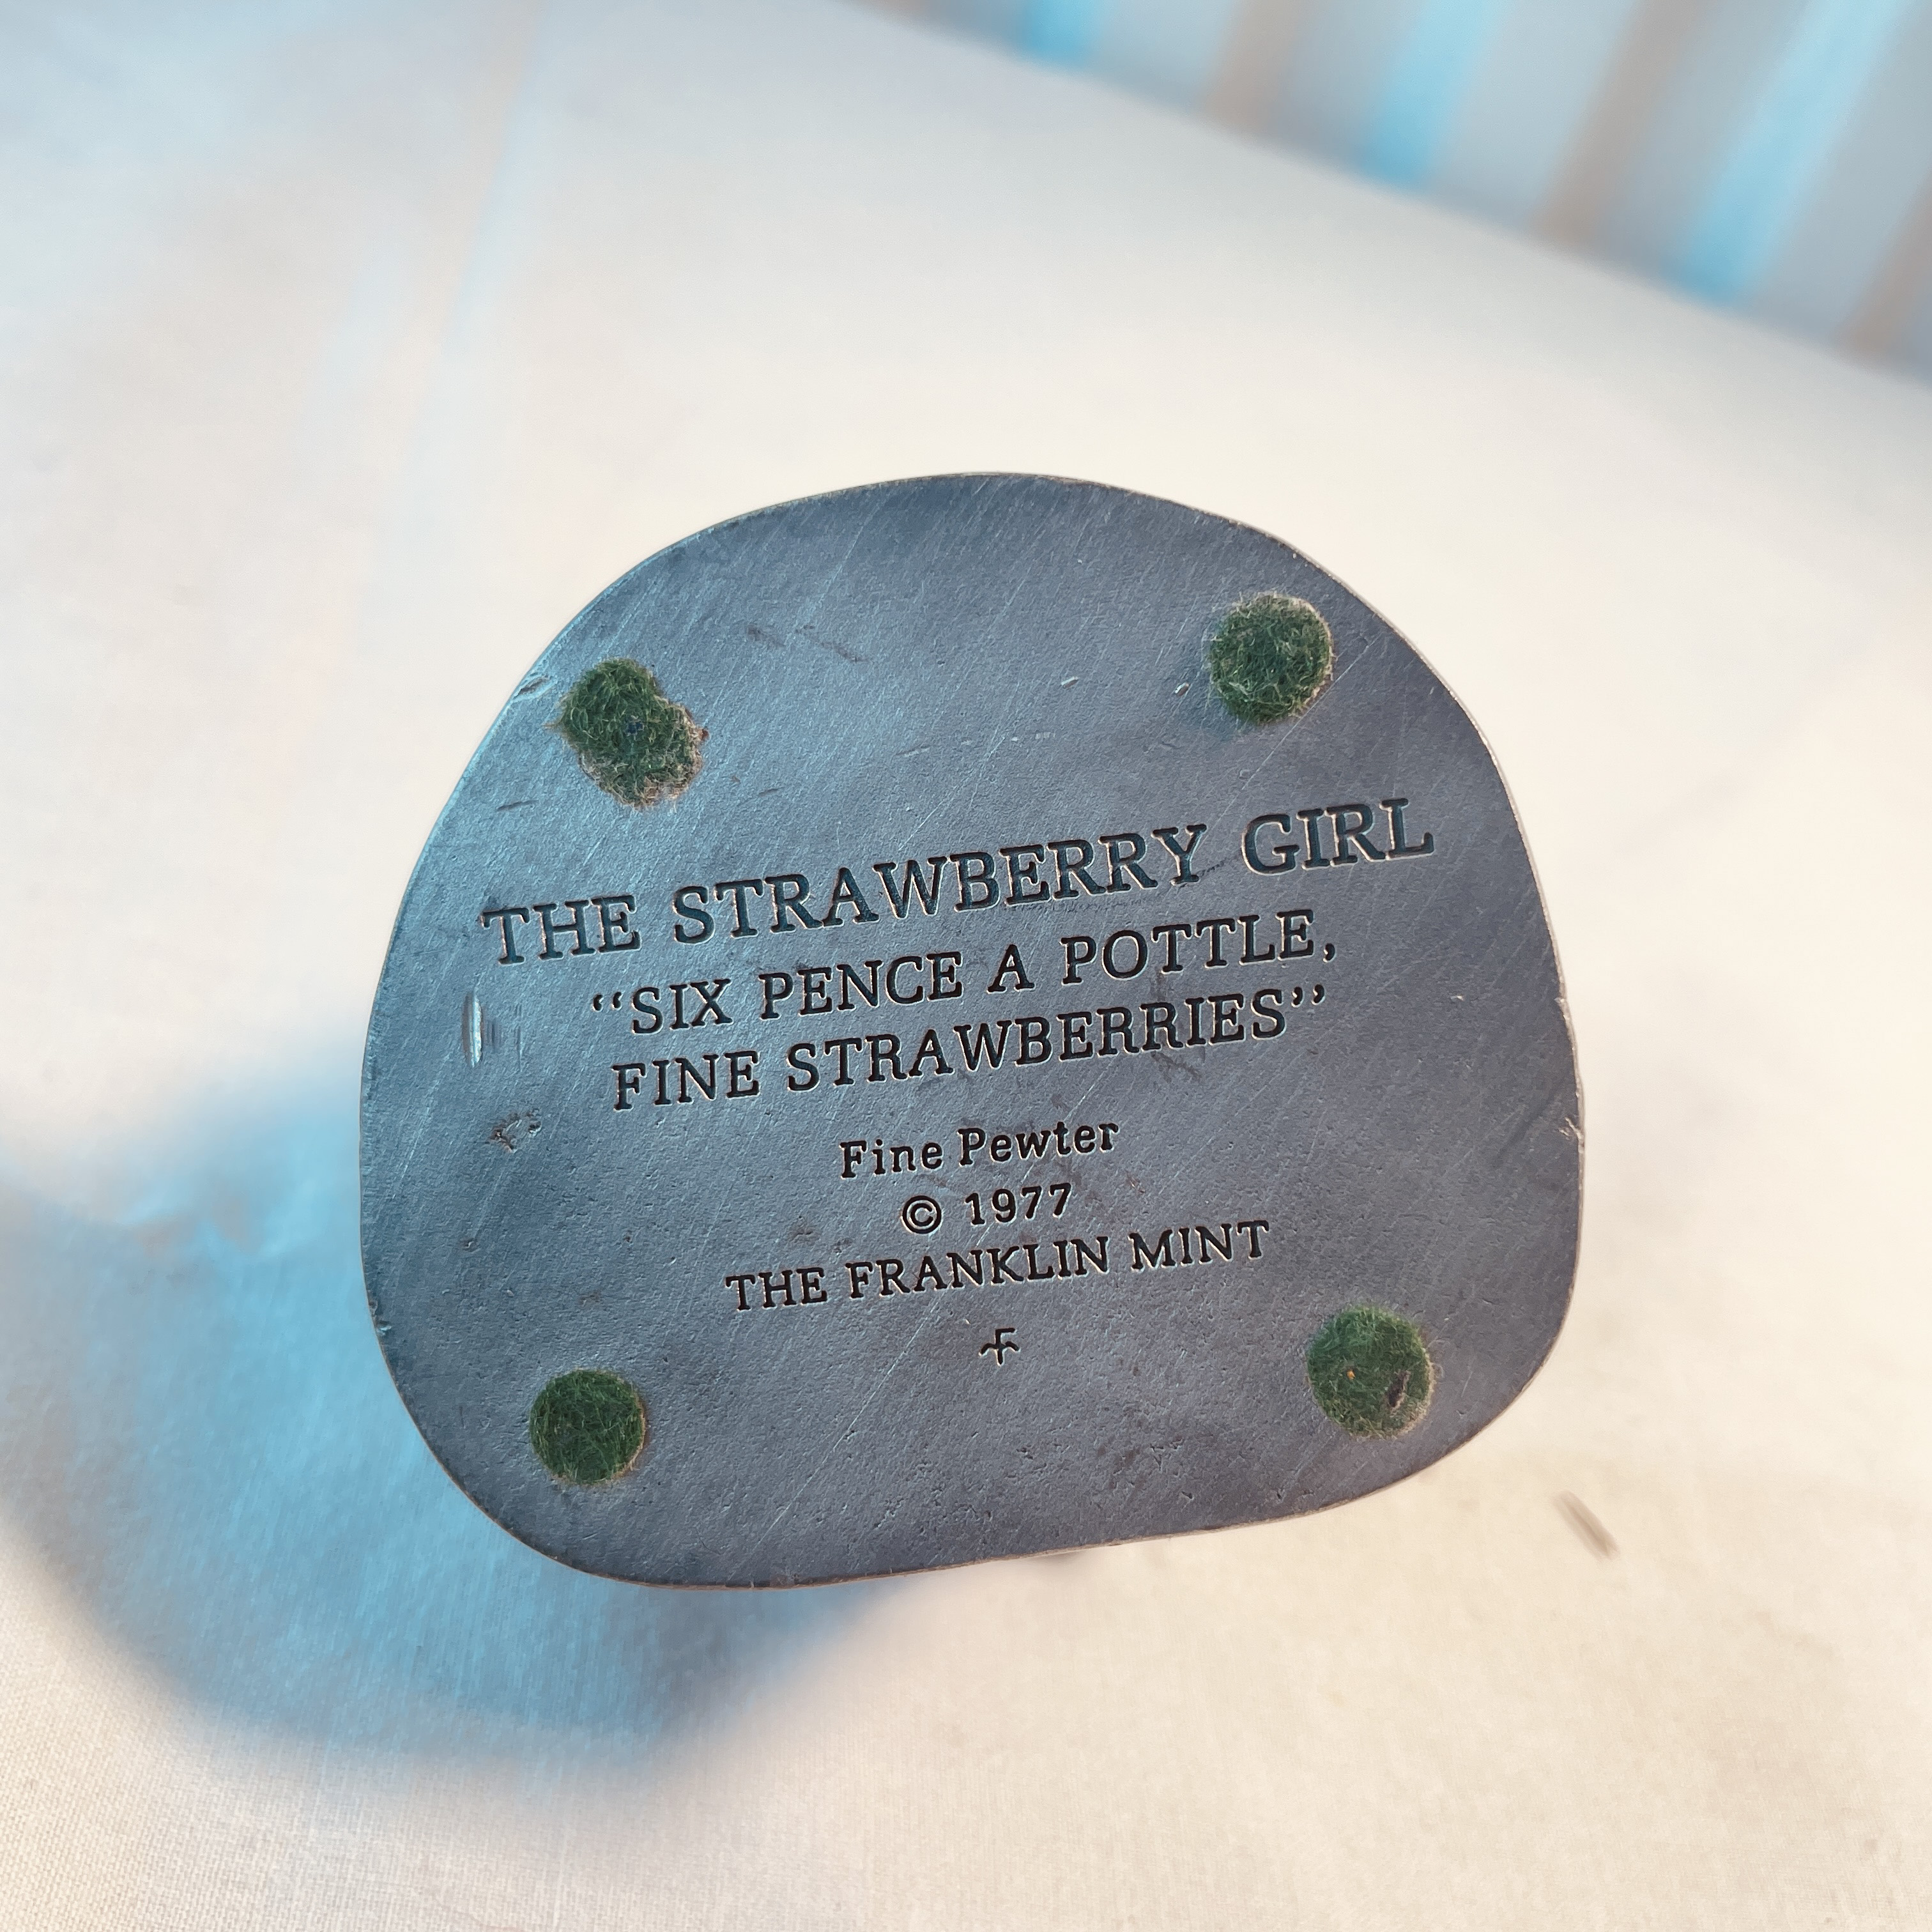 THE STRAWBERRY GIRL
“SIX PENCE A POTTLE,
FINE STRAWBERRIES”
Fine Pewter
© 1977
THE FRANKLIN MINT